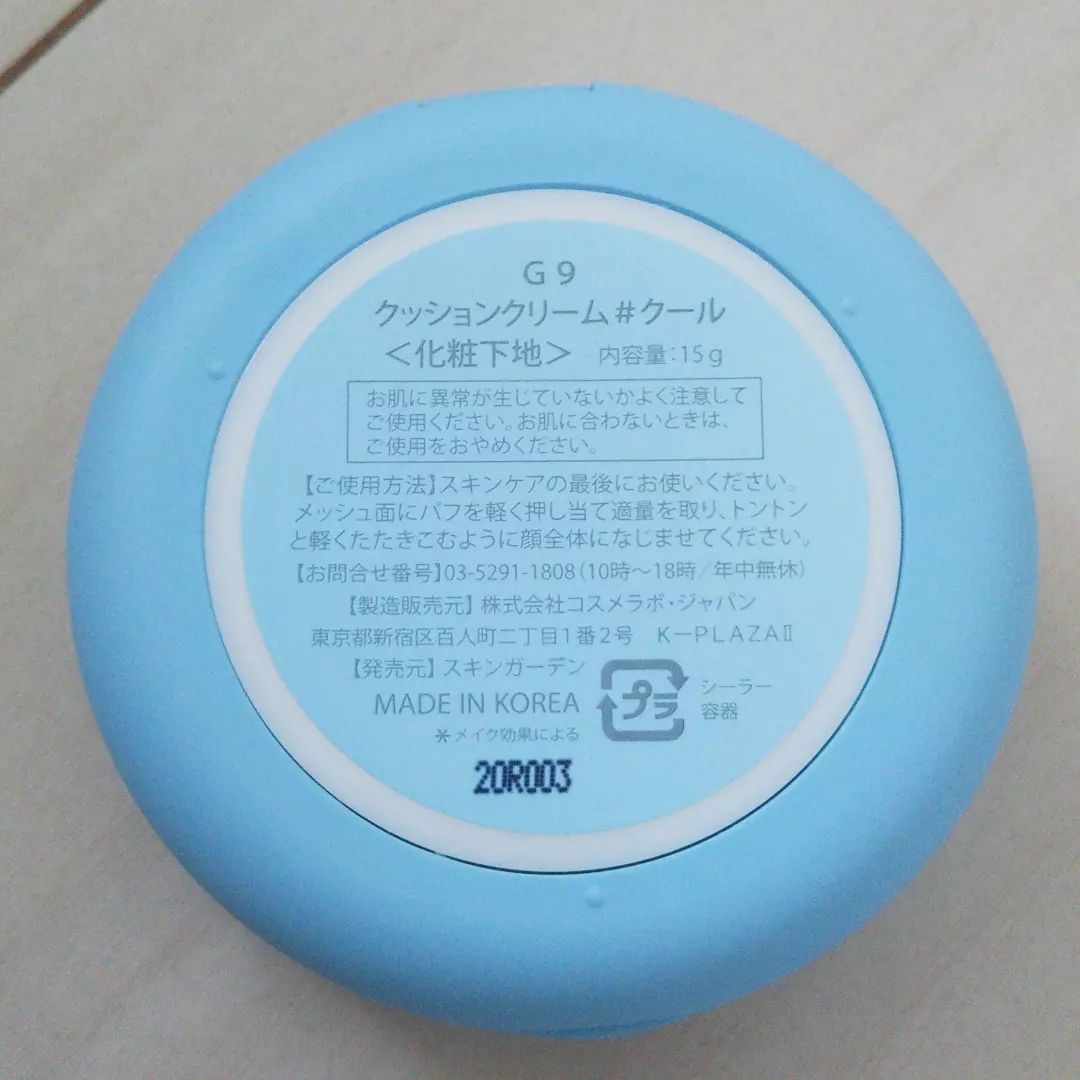 G 9
クッションクリーム#クール
<化粧下地> 内容量:15g
お肌に異常が生じていないかよく注意して
ご使用ください。お肌に合わないときは、
ご使用をおやめください。
【ご使用方法】スキンケアの最後にお使いください。
メッシュ面にパフを軽く押し当て適量を取り、トントン
と軽くたたきこむように顔全体になじませてください。
【お問合せ番号】03-5291-1808(10時〜18時/年中無休)
【製造販売元】 株式会社コスメラボ・ジャパン
東京都新宿区百人町二丁目1番2号 K-PLAZAⅡ
【発売元】スキンガーデン
MADE IN KOREA
プラ
シーラー
容器
*メイク効果による
20R003